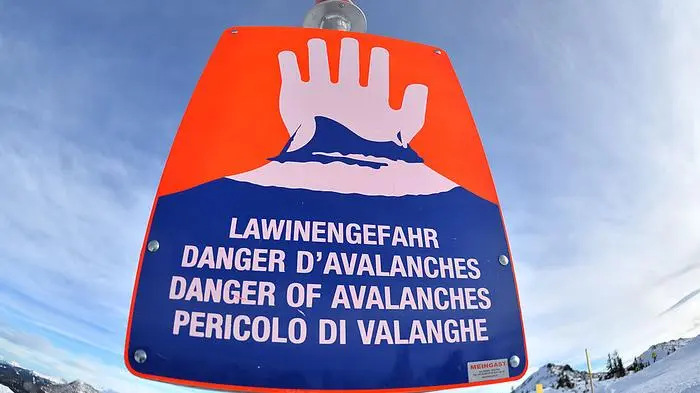 LAWINENGEFAHR
DANGER D'AVALANCHES
DANGER OF AVALANCHES
PERICOLO DI VALANGHE
MEINGAST